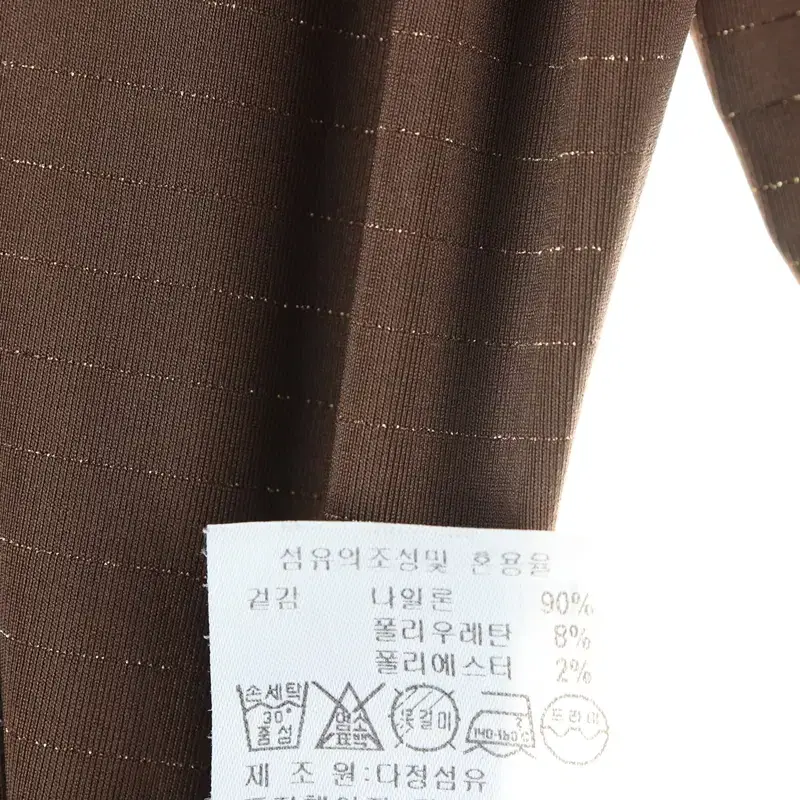 섬유의조성및 혼용율
겉감 나일론 90%
폴리우레탄 8%
폴리에스터 2%
손세탁 30° 중성 염소 표백 옷걸이 2 140-160℃ 드라이
제 조 원:다정섬유